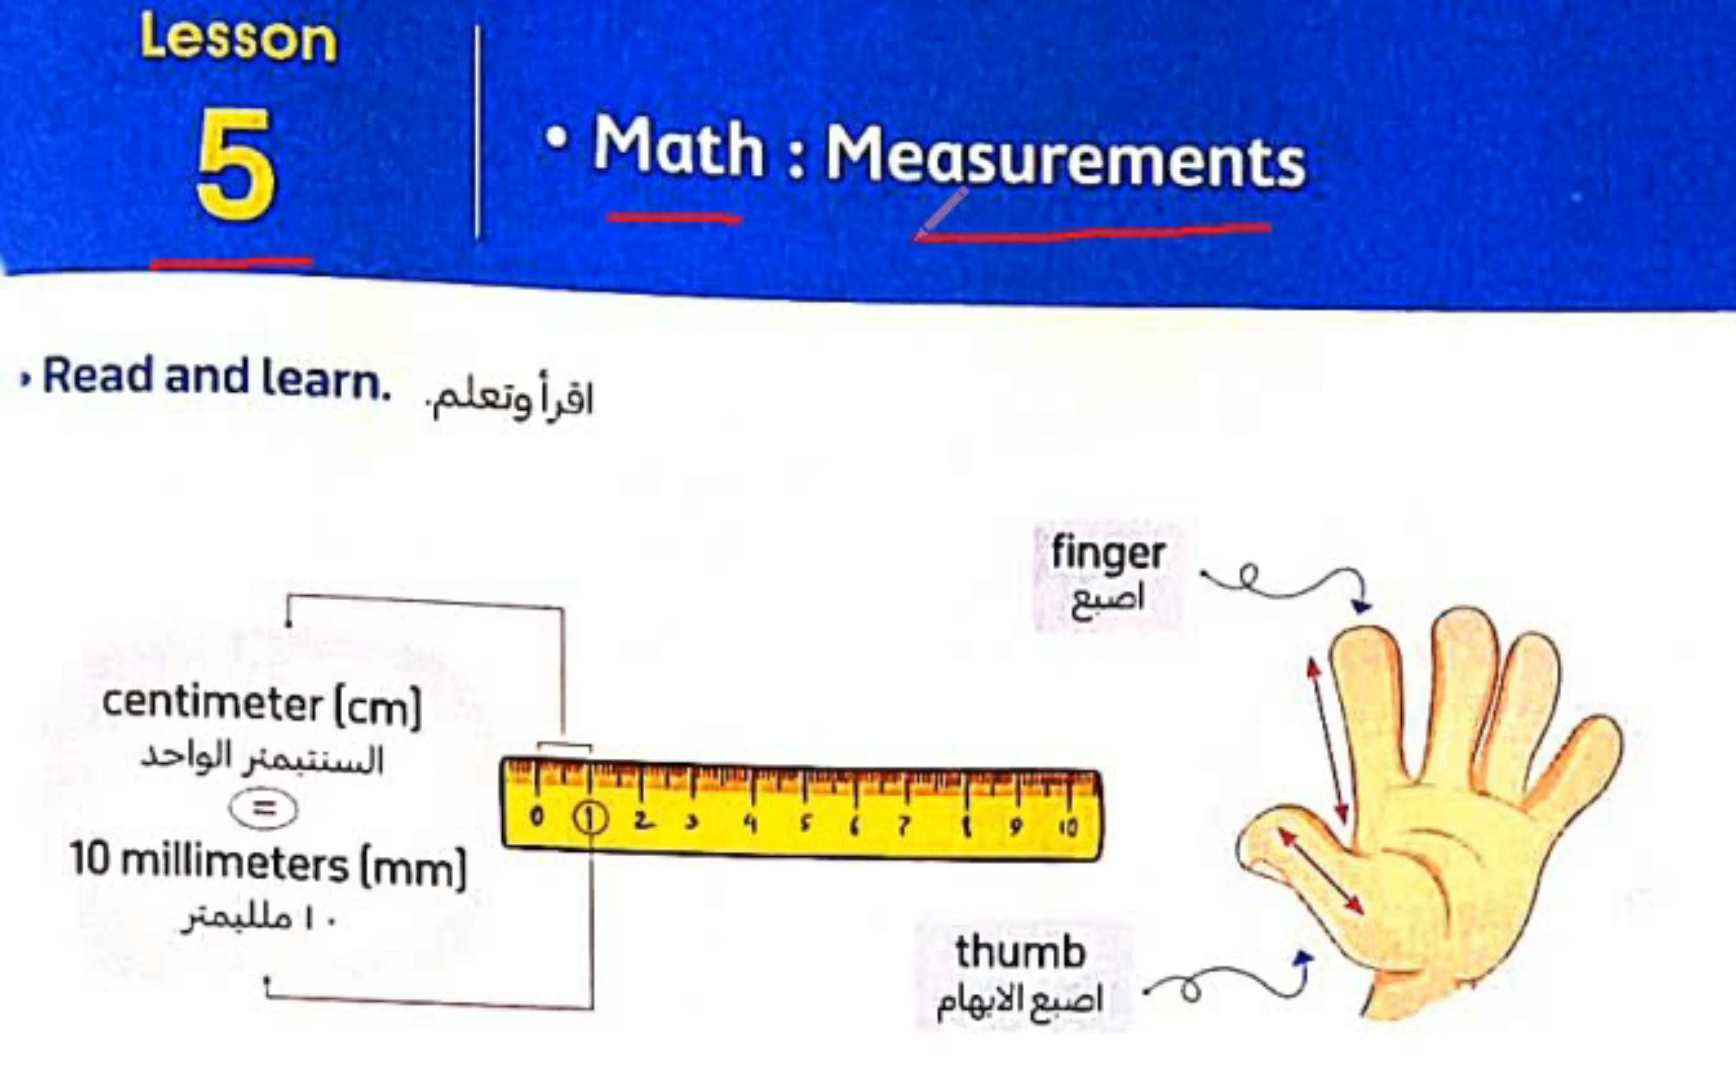 Lesson
5
• Math : Measurements
› Read and learn. اقرأ وتعلم.
finger
اصبع
centimeter (cm)
السنتيمتر الواحد
=
10 millimeters (mm)
١٠ ملليمتر
0 1 2 3 4 5 6 7 8 9 10
thumb
اصبع الابهام